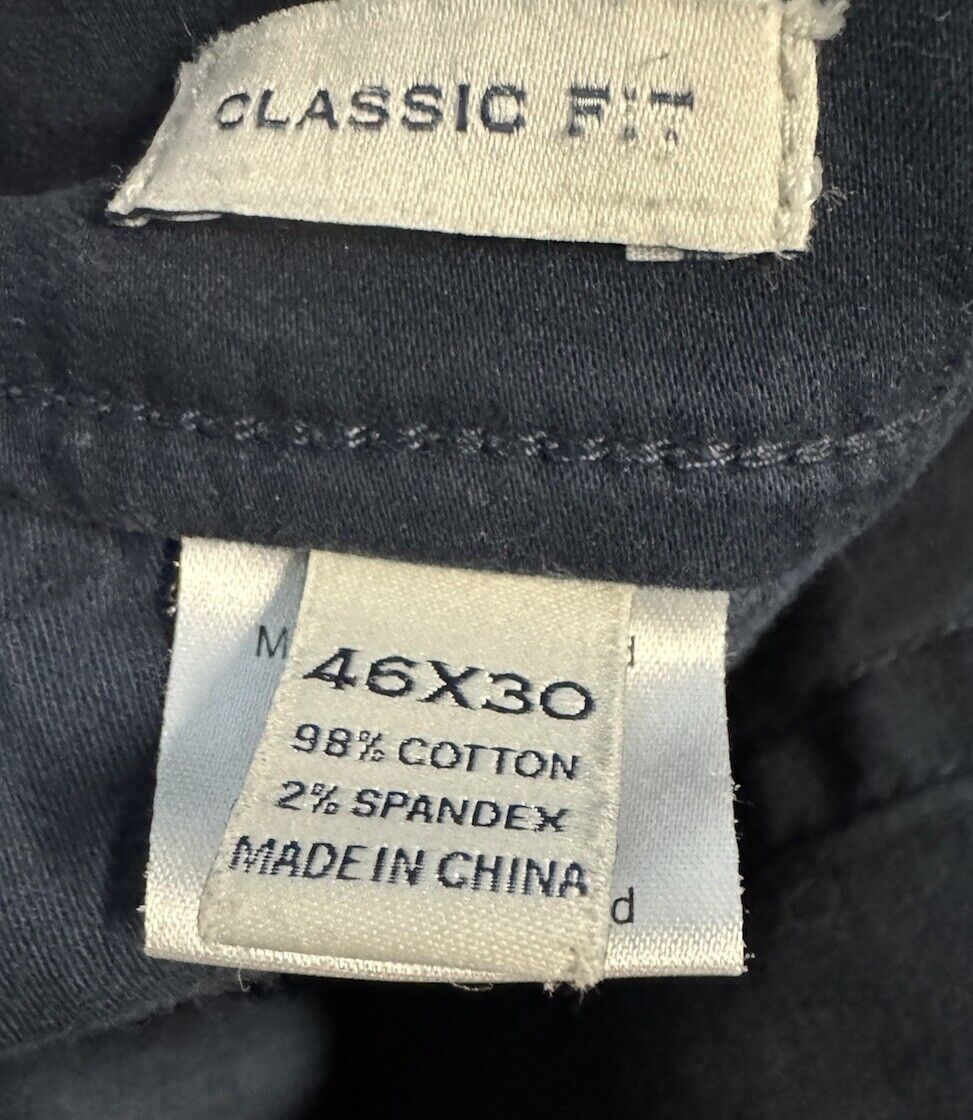 CLASSIC FIT
46X30
98% COTTON
2% SPANDEX
MADE IN CHINA